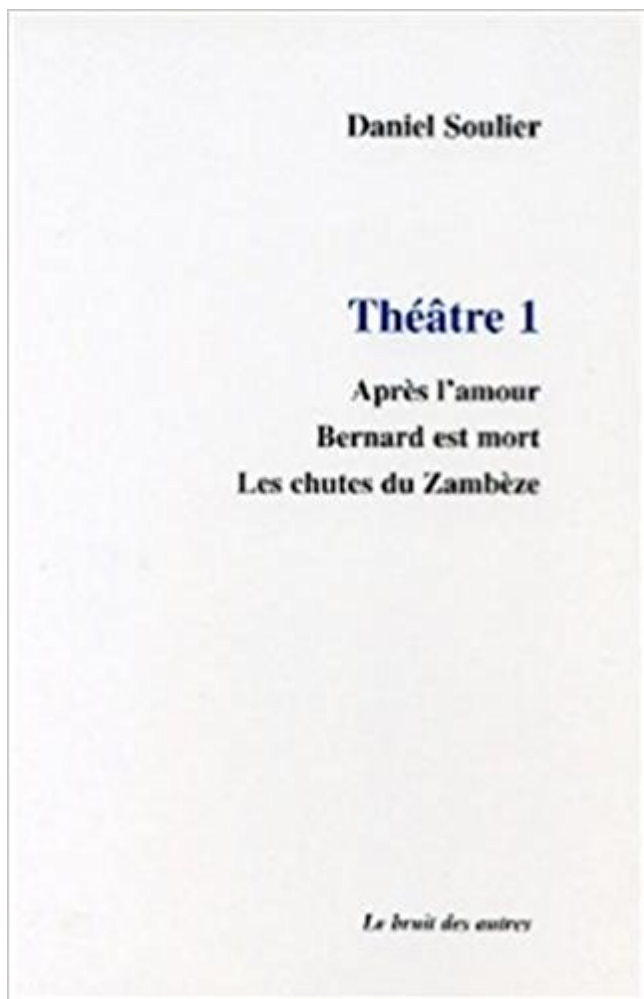 Daniel Soulier
Théâtre 1
Après l'amour
Bernard est mort
Les chutes du Zambèze
Le bruit des autres